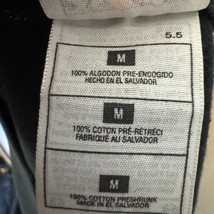 5.5
M
100% ALGODON PRE-ENCOGIDO
HECHO EN EL SALVADOR
M
100% COTON PRÉ-RÉTRÉCI
FABRIQUÉ AU SALVADOR
M
100% COTTON PRESHRUNK
MADE IN EL SALVADOR